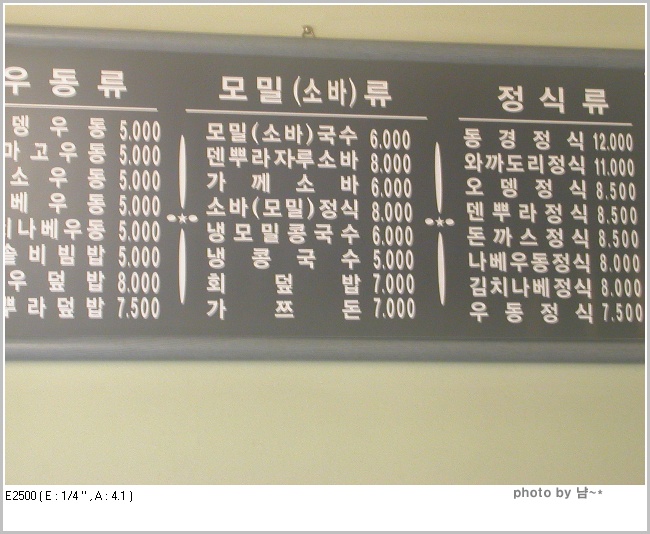 우동류
뎅우동 5.000
마고우동 5.000
소우동 5.000
베우동 5.000
나베우동 5.000
솥비빔밥 5.000
우덮밥 8.000
뿌라덮밥 7.500
모밀(소바)류
모밀(소바)국수 6.000
덴뿌라자루소바 8.000
가께소바 6.000
소바(모밀)정식 8.000
냉모밀콩국수 6.000
냉콩국수 5.000
회덮밥 7.000
가쯔돈 7.000
정식류
동경정식 12.000
와까도리정식 11.000
오뎅정식 8.500
덴뿌라정식 8.500
돈까스정식 8.500
나베우동정식 8.000
김치나베정식 8.000
우동정식 7.500
E2500 ( E : 1/4 " , A : 4.1 )
photo by 냠~*